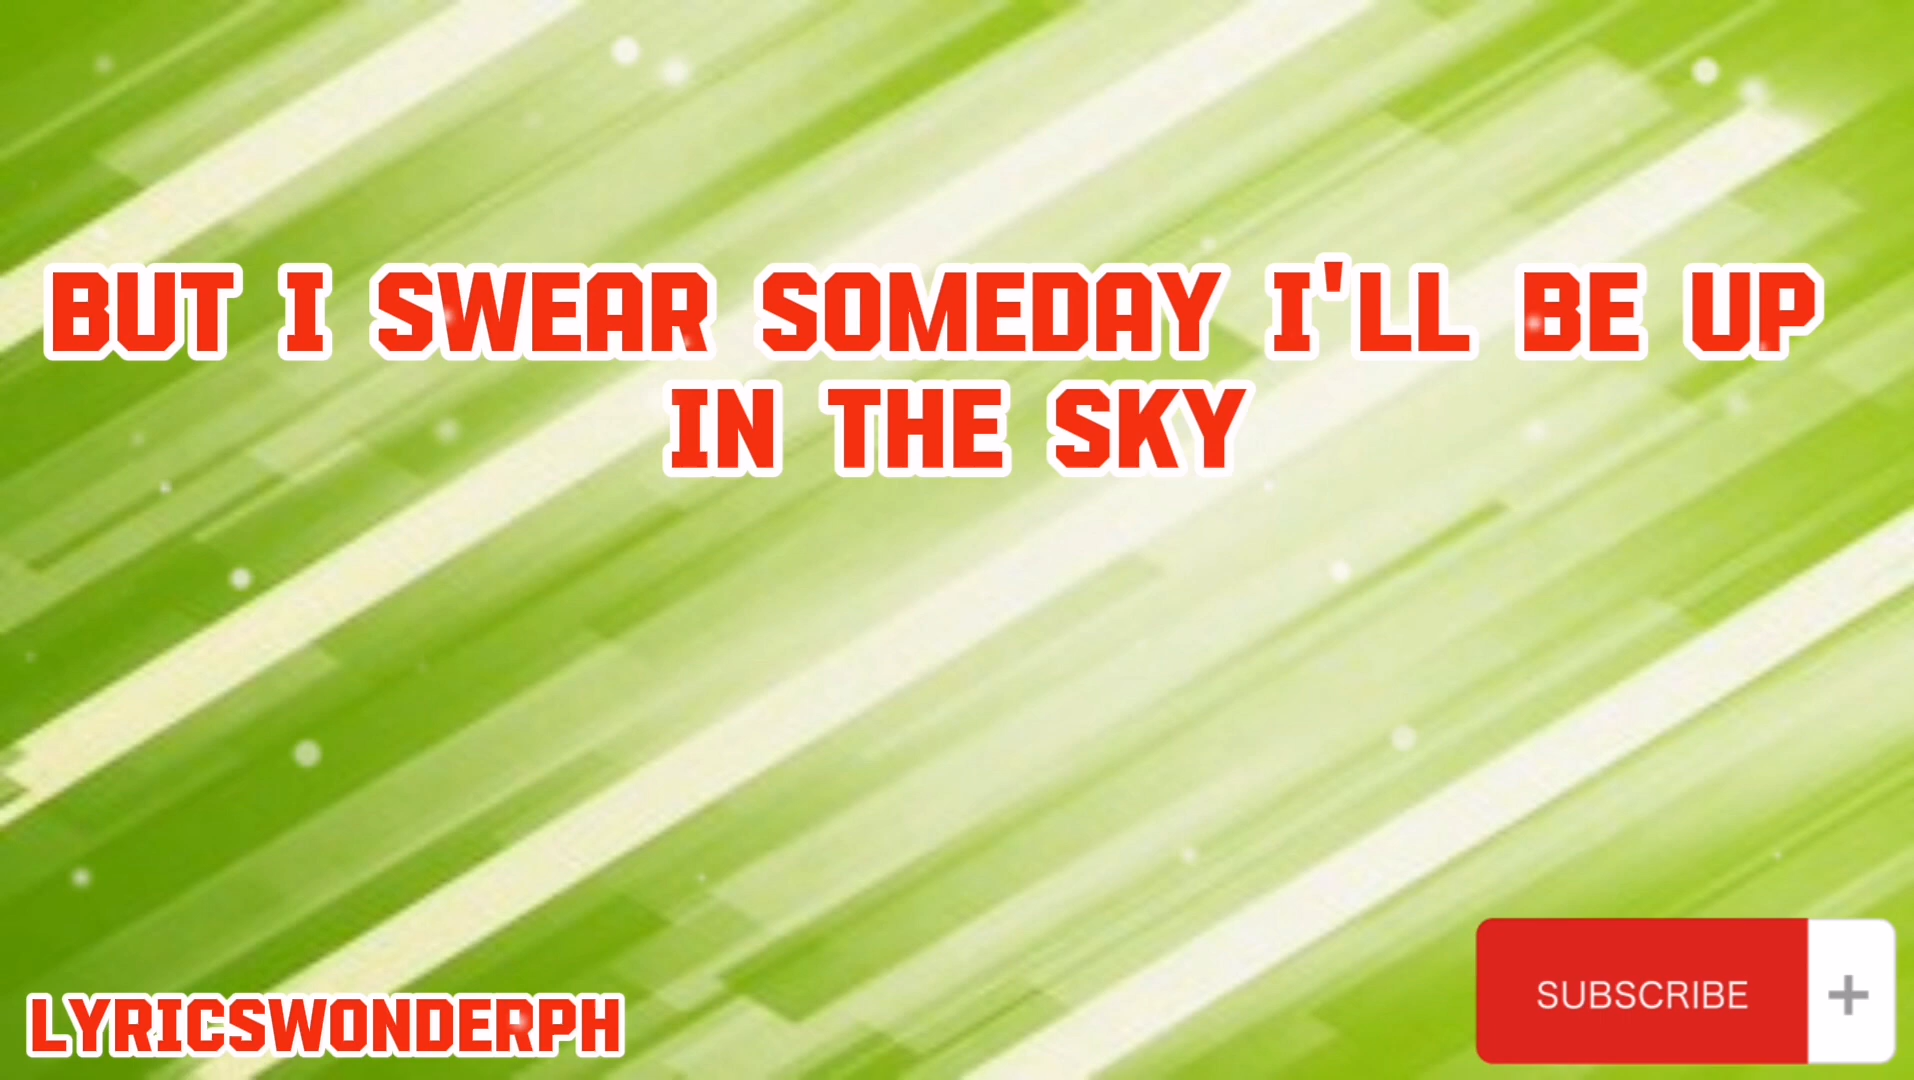 BUT I SWEAR SOMEDAY I'LL BE UP
IN THE SKY
LYRICSWONDERPH
SUBSCRIBE +